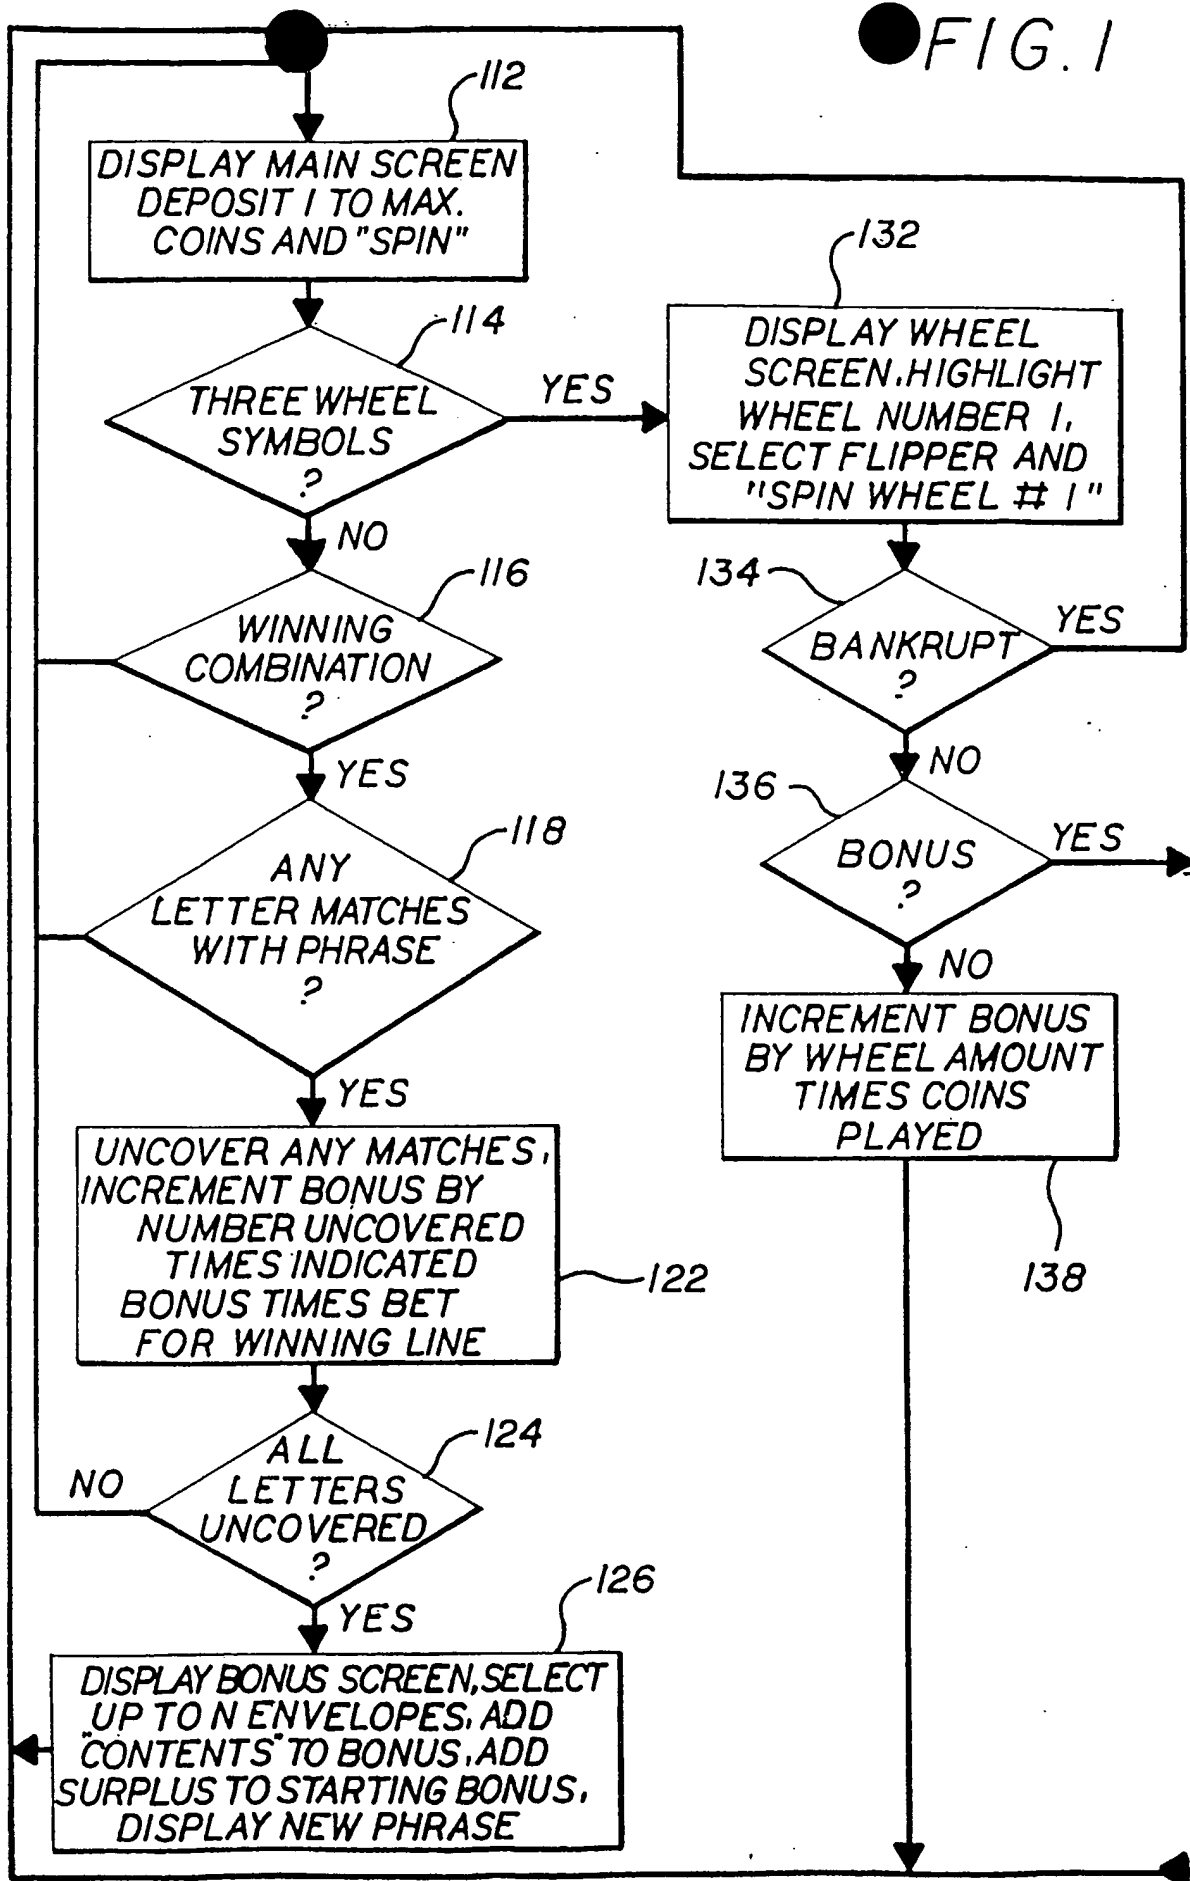 FIG. 1
112
DISPLAY MAIN SCREEN
DEPOSIT 1 TO MAX.
COINS AND "SPIN"
114
THREE WHEEL
SYMBOLS
?
YES
NO
116
WINNING
COMBINATION
?
YES
118
ANY
LETTER MATCHES
WITH PHRASE
?
YES
UNCOVER ANY MATCHES,
INCREMENT BONUS BY
NUMBER UNCOVERED
TIMES INDICATED
BONUS TIMES BET
FOR WINNING LINE
122
124
ALL
LETTERS
UNCOVERED
?
NO
YES
126
DISPLAY BONUS SCREEN, SELECT
UP TO N ENVELOPES, ADD
"CONTENTS" TO BONUS, ADD
SURPLUS TO STARTING BONUS,
DISPLAY NEW PHRASE
132
DISPLAY WHEEL
SCREEN, HIGHLIGHT
WHEEL NUMBER 1,
SELECT FLIPPER AND
"SPIN WHEEL # 1"
134
BANKRUPT
?
YES
NO
136
BONUS
?
YES
NO
INCREMENT BONUS
BY WHEEL AMOUNT
TIMES COINS
PLAYED
138